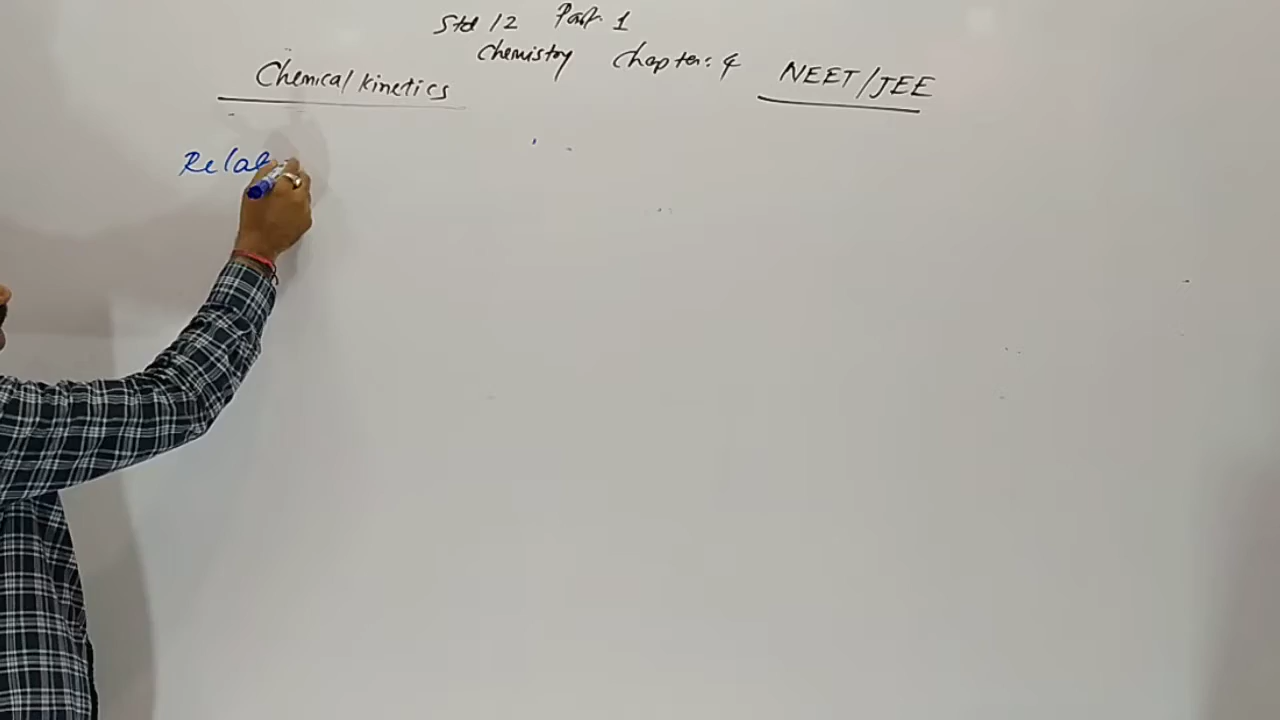 Std 12 Part 1
Chemistry Chapter: 4
Chemical kinetics
NEET/JEE
Relat